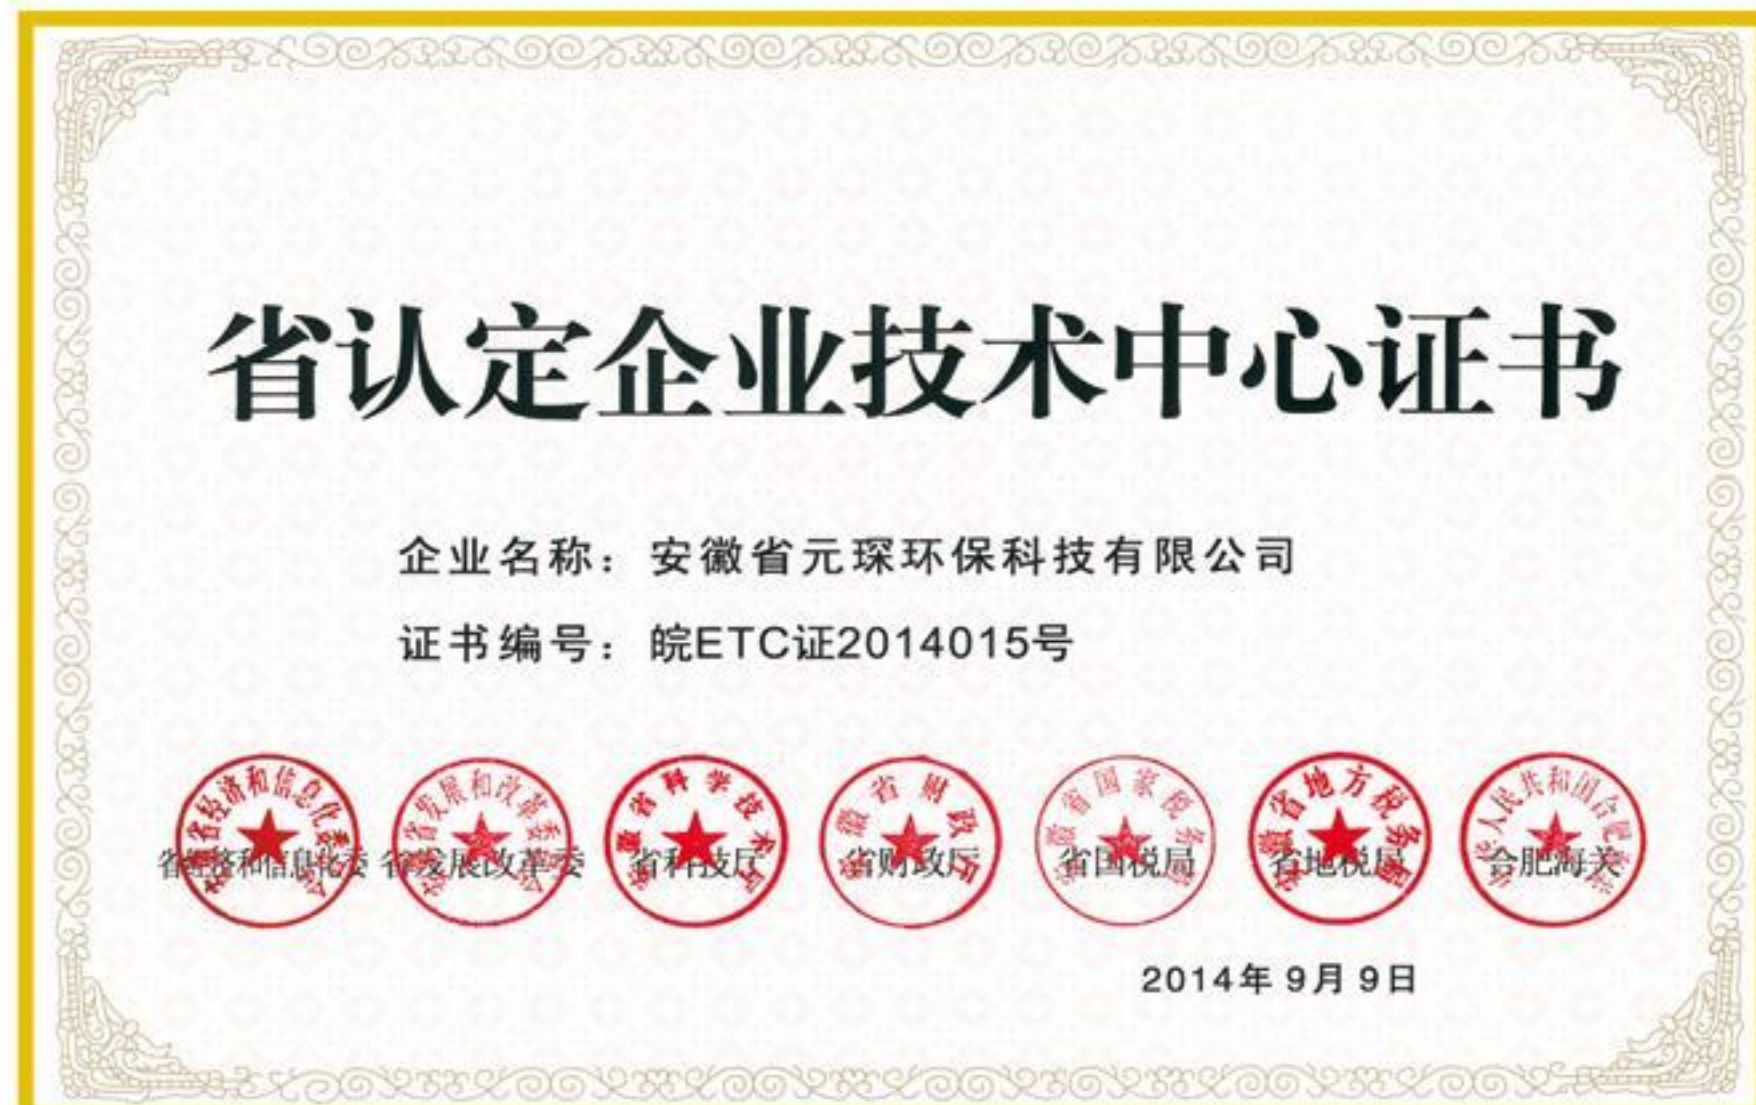 省认定企业技术中心证书
企业名称：安徽省元琛环保科技有限公司
证书编号：皖ETC证2014015号
省经济和信息化委 省发展改革委 省科技厅 省财政厅 省国税局 省地税局 合肥海关
2014年9月9日